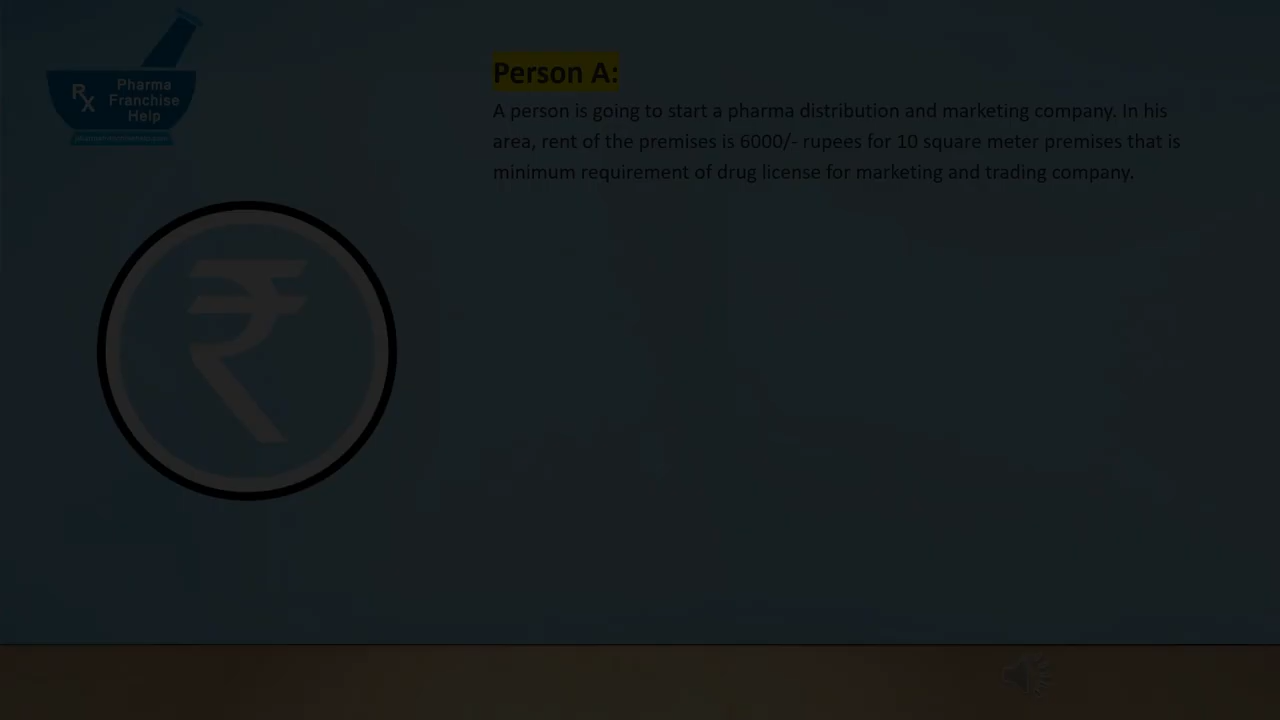 Rx
Pharma
Franchise
Help
Person A:
A person is going to start a pharma distribution and marketing company. In his
area, rent of the premises is 6000/- rupees for 10 square meter premises that is
minimum requirement of drug license for marketing and trading company.
₹